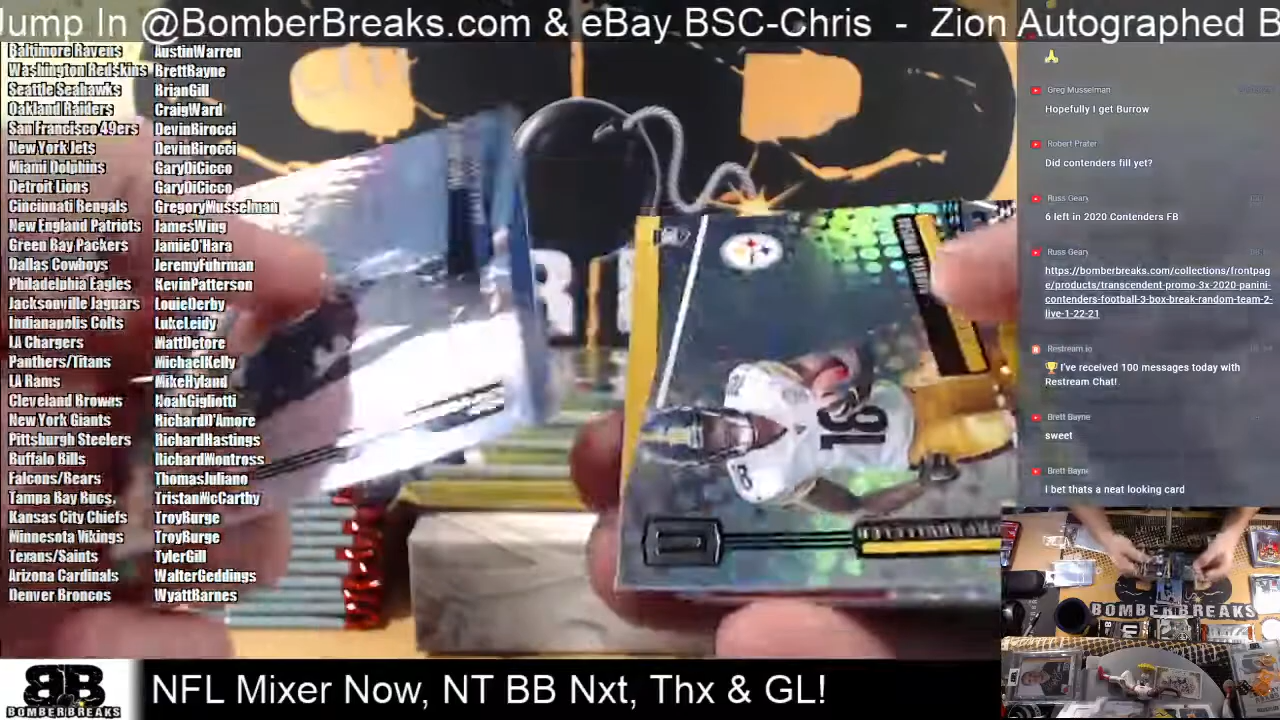 Jump In @BomberBreaks.com & eBay BSC-Chris - Zion Autographed B
Baltimore Ravens AustinWarren
Washington Redskins BrettBayne
Seattle Seahawks BrianGill
Oakland Raiders CraigWard
San Francisco 49ers DevinBirocci
New York Jets DevinBirocci
Miami Dolphins GaryDiCicco
Detroit Lions GaryDiCicco
Cincinnati Bengals GregoryMusselman
New England Patriots JamesWing
Green Bay Packers JamieO'Hara
Dallas Cowboys JeremyFuhrman
Philadelphia Eagles KevinPatterson
Jacksonville Jaguars LouieDerby
Indianapolis Colts LukeLeidy
LA Chargers MattDetore
Panthers/Titans MichaelKelly
LA Rams MikeHyland
Cleveland Browns NoahGigliotti
New York Giants RichardD'Amore
Pittsburgh Steelers RichardHastings
Buffalo Bills RichardMontross
Falcons/Bears ThomasJuliano
Tampa Bay Bucs, TristanMcCarthy
Kansas City Chiefs TroyBurge
Minnesota Vikings TroyBurge
Texans/Saints TylerGill
Arizona Cardinals WalterGeddings
Denver Broncos WyattBarnes
Greg Musselman
Hopefully I get Burrow
Robert Prater
Did contenders fill yet?
Russ Geary
6 left in 2020 Contenders FB
Russ Geary
https://bomberbreaks.com/collections/frontpag
e/products/transcendent-promo-3x-2020-panini-
contenders-football-3-box-break-random-team-2-
live-1-22-21
Restream.io
🏆 I've received 100 messages today with
Restream Chat!
Brett Bayne
sweet
Brett Bayne
I bet thats a neat looking card
Steelers
81
BOMBERBREAKS
BB
BOMBERBREAKS
NFL Mixer Now, NT BB Nxt, Thx & GL!